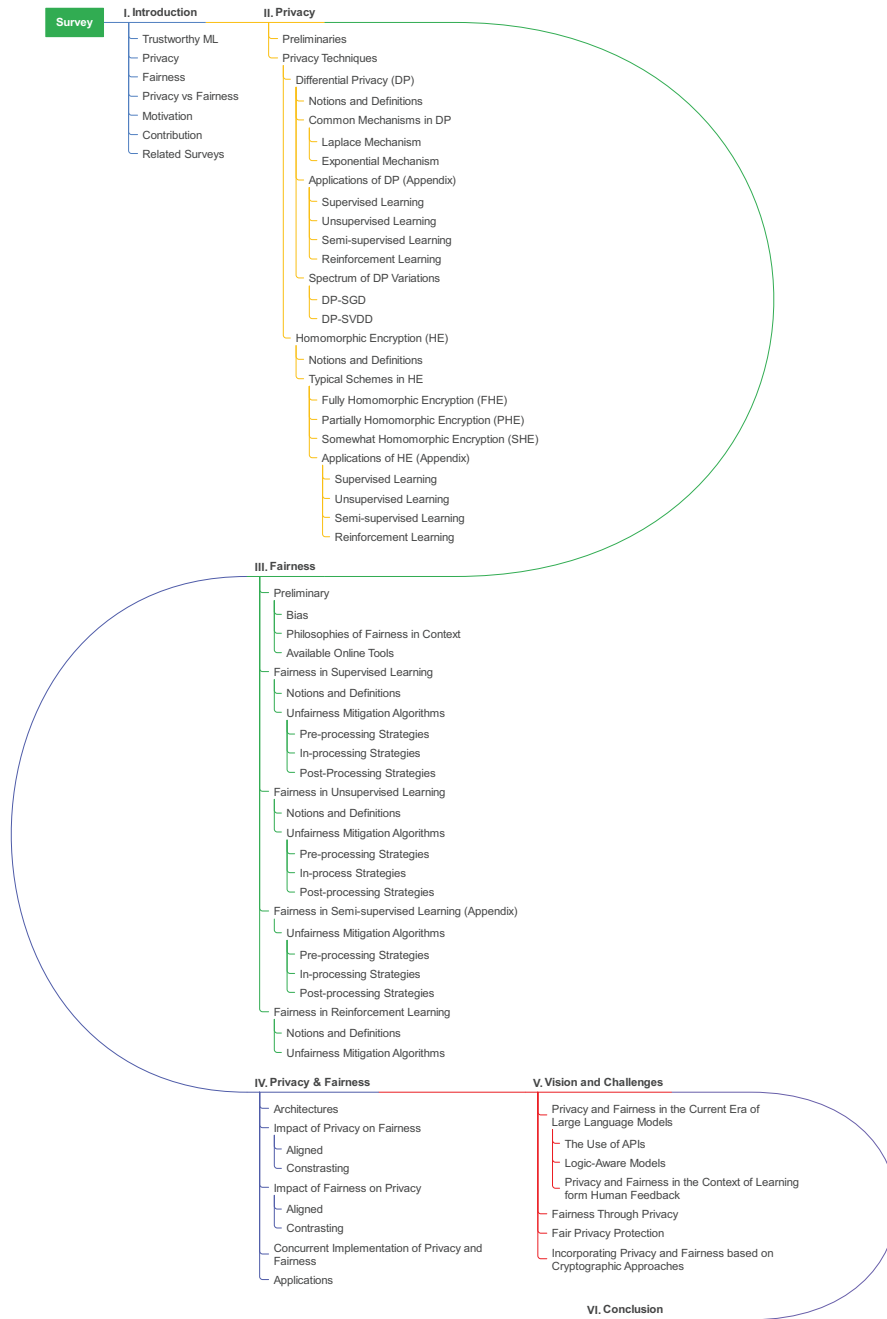 Survey
I. Introduction
Trustworthy ML
Privacy
Fairness
Privacy vs Fairness
Motivation
Contribution
Related Surveys
II. Privacy
Preliminaries
Privacy Techniques
Differential Privacy (DP)
Notions and Definitions
Common Mechanisms in DP
Laplace Mechanism
Exponential Mechanism
Applications of DP (Appendix)
Supervised Learning
Unsupervised Learning
Semi-supervised Learning
Reinforcement Learning
Spectrum of DP Variations
DP-SGD
DP-SVDD
Homomorphic Encryption (HE)
Notions and Definitions
Typical Schemes in HE
Fully Homomorphic Encryption (FHE)
Partially Homomorphic Encryption (PHE)
Somewhat Homomorphic Encryption (SHE)
Applications of HE (Appendix)
Supervised Learning
Unsupervised Learning
Semi-supervised Learning
Reinforcement Learning
III. Fairness
Preliminary
Bias
Philosophies of Fairness in Context
Available Online Tools
Fairness in Supervised Learning
Notions and Definitions
Unfairness Mitigation Algorithms
Pre-processing Strategies
In-processing Strategies
Post-Processing Strategies
Fairness in Unsupervised Learning
Notions and Definitions
Unfairness Mitigation Algorithms
Pre-processing Strategies
In-process Strategies
Post-processing Strategies
Fairness in Semi-supervised Learning (Appendix)
Unfairness Mitigation Algorithms
Pre-processing Strategies
In-processing Strategies
Post-processing Strategies
Fairness in Reinforcement Learning
Notions and Definitions
Unfairness Mitigation Algorithms
IV. Privacy & Fairness
Architectures
Impact of Privacy on Fairness
Aligned
Constrasting
Impact of Fairness on Privacy
Aligned
Contrasting
Concurrent Implementation of Privacy and
Fairness
Applications
V. Vision and Challenges
Privacy and Fairness in the Current Era of
Large Language Models
The Use of APIs
Logic-Aware Models
Privacy and Fairness in the Context of Learning
form Human Feedback
Fairness Through Privacy
Fair Privacy Protection
Incorporating Privacy and Fairness based on
Cryptographic Approaches
VI. Conclusion